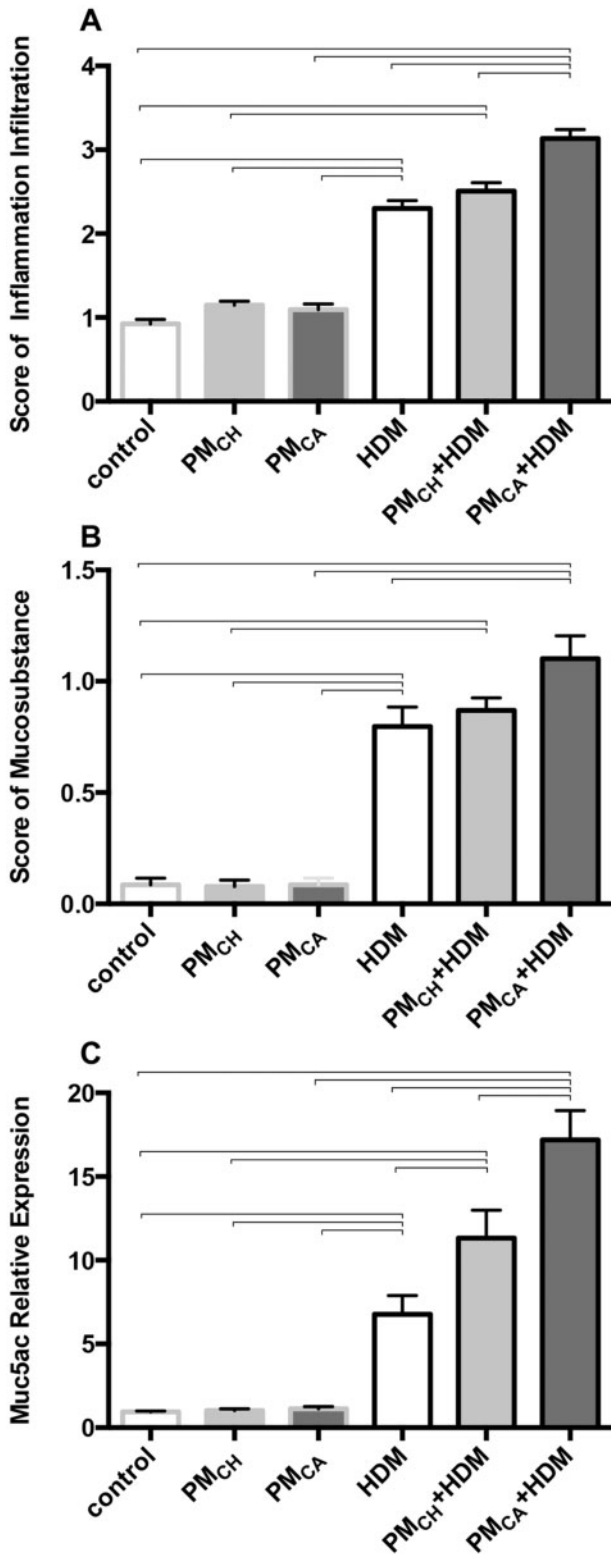 A
Score of Inflammation Infiltration
4
3
2
1
0
control
PMCH
PMCA
HDM
PMCH+HDM
PMCA+HDM
B
Score of Mucosubstance
1.5
1.0
0.5
0.0
control
PMCH
PMCA
HDM
PMCH+HDM
PMCA+HDM
C
Muc5ac Relative Expression
20
15
10
5
0
control
PMCH
PMCA
HDM
PMCH+HDM
PMCA+HDM